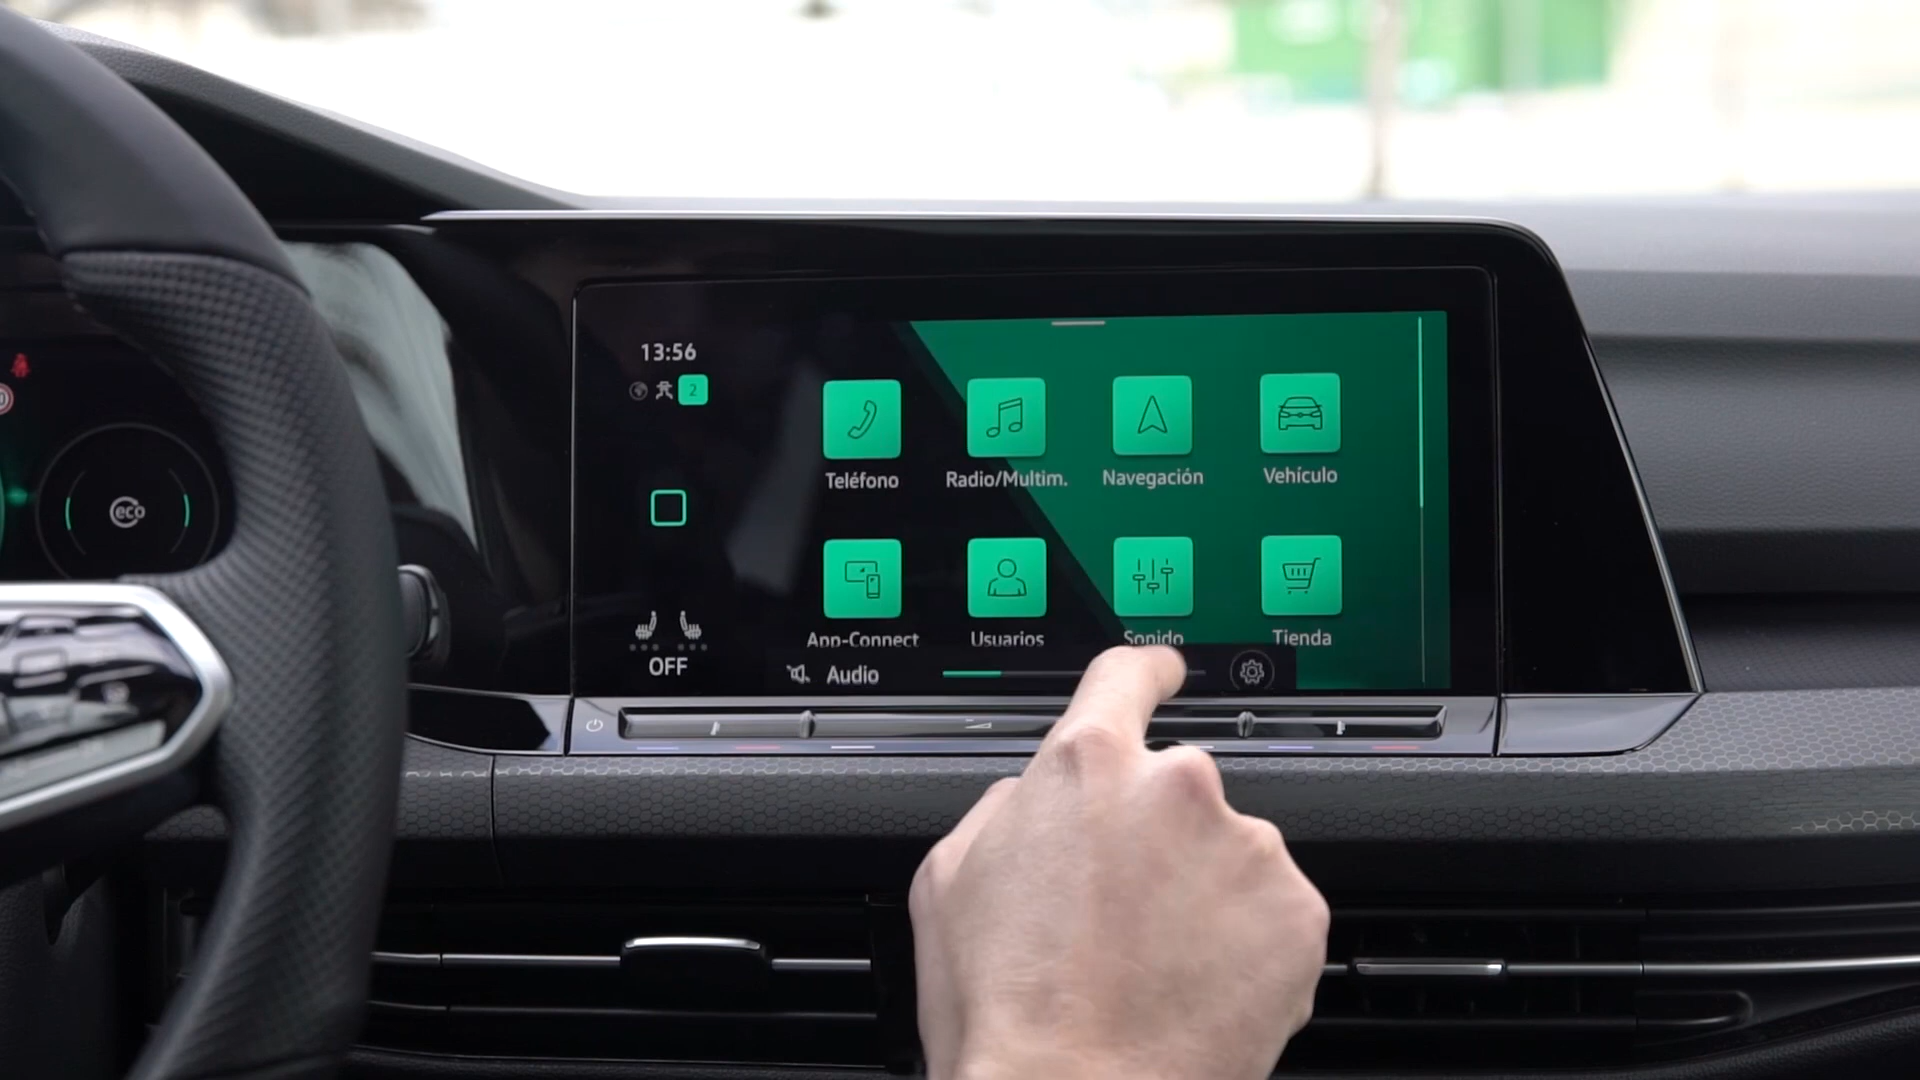 13:56
2
Teléfono
Radio/Multim.
Navegación
Vehículo
eco
App-Connect
Usuarios
Sonido
Tienda
OFF
Audio